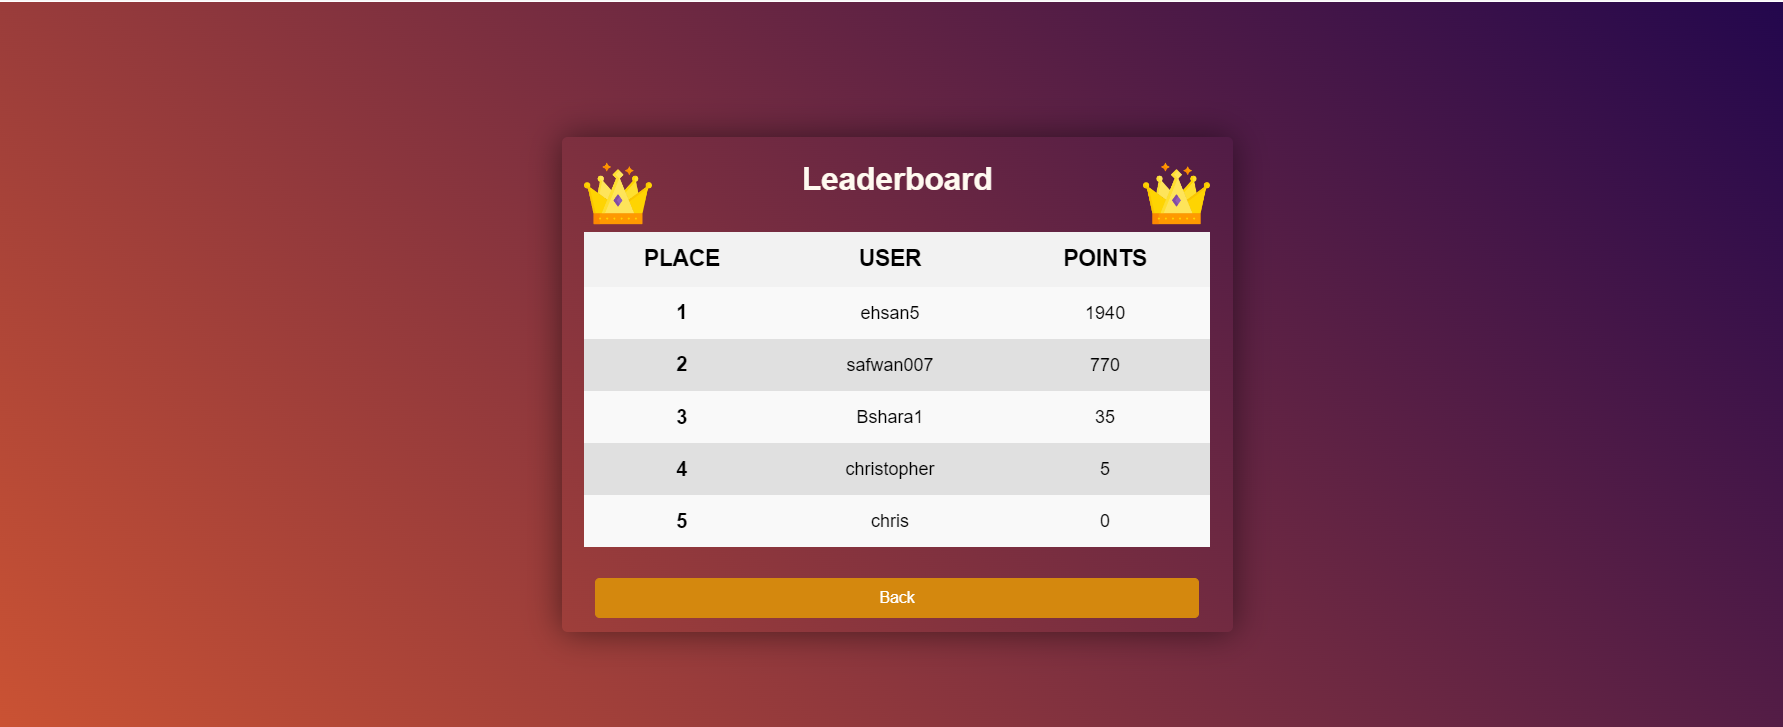 Leaderboard
PLACE USER POINTS
1 ehsan5 1940
2 safwan007 770
3 Bshara1 35
4 christopher 5
5 chris 0
Back